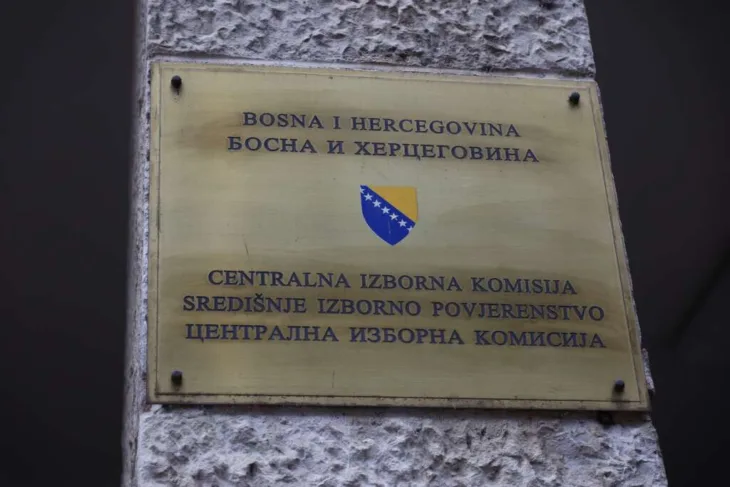 BOSNA I HERCEGOVINA
БОСНА И ХЕРЦЕГОВИНА
CENTRALNA IZBORNA KOMISIJA
SREDIŠNJE IZBORNO POVJERENSTVO
ЦЕНТРАЛНА ИЗБОРНА КОМИСИЈА